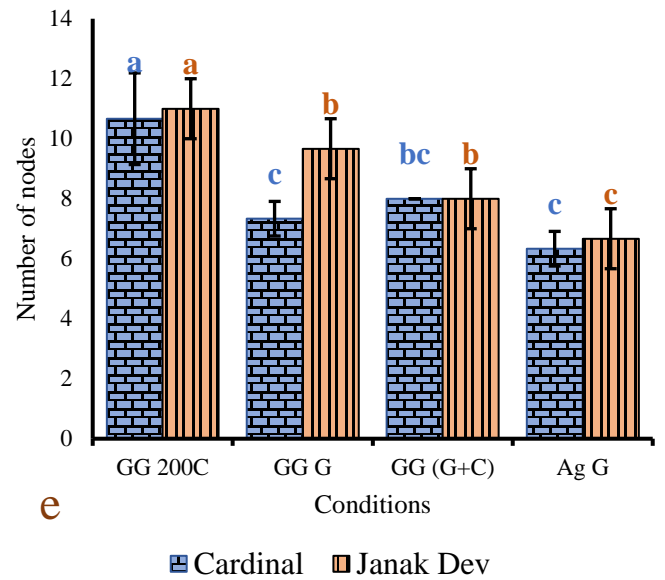 14
12
10
8
6
4
2
0
Number of nodes
a a
c b
bc b
c c
GG 200C GG G GG (G+C) Ag G
Conditions
e
Cardinal Janak Dev